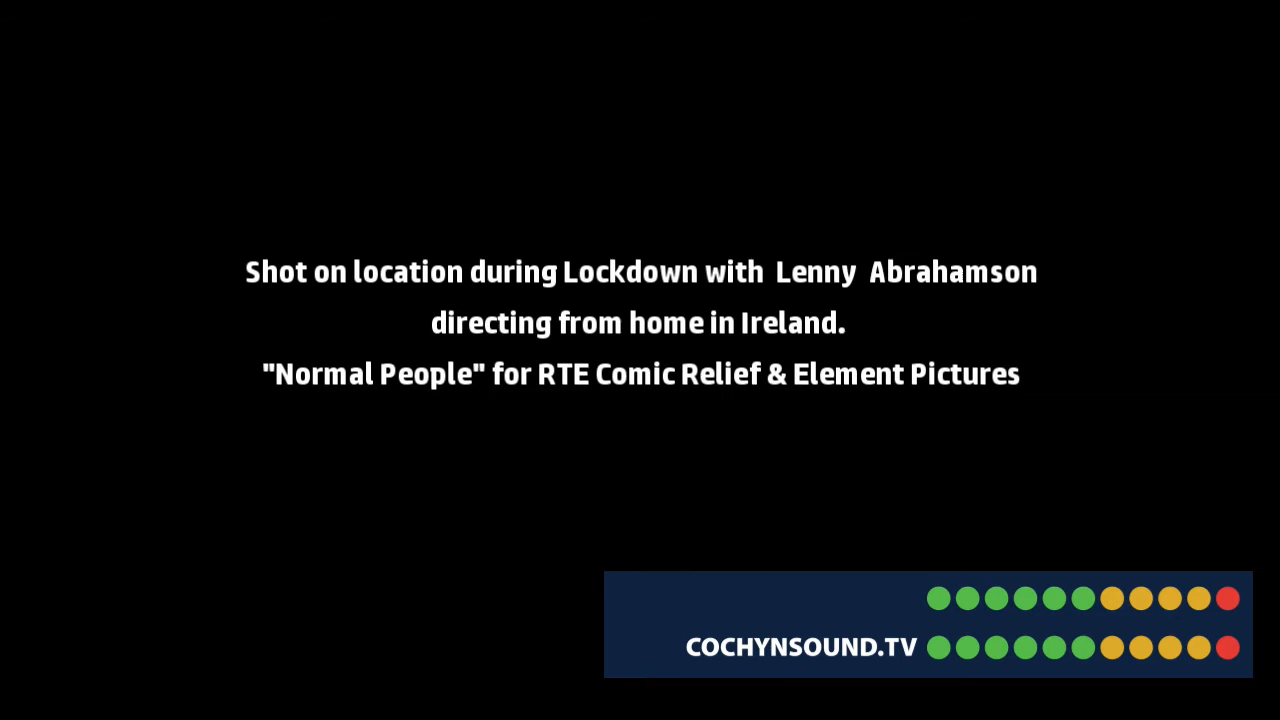 Shot on location during Lockdown with Lenny Abrahamson
directing from home in Ireland.
"Normal People" for RTE Comic Relief & Element Pictures
COCHYNSOUND.TV